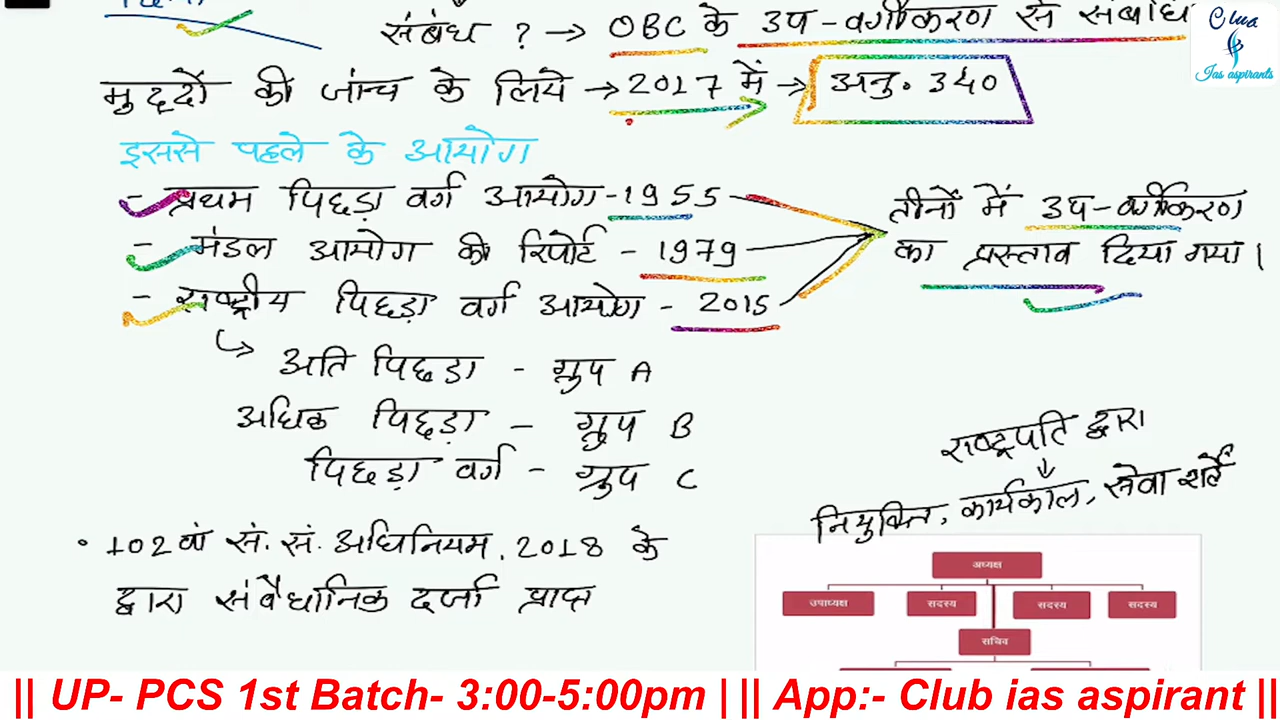 संबंध ? → OBC के उप-वर्गीकरण से संबंधि
मुद्दों की जांच के लिये → 2017 में → अनु. 340
Club
Ias aspirants
इससे पहले के आयोग
- प्रथम पिछड़ा वर्ग आयोग - 1955
- मंडल आयोग की रिपोर्ट - 1979
- राष्ट्रीय पिछड़ा वर्ग आयोग - 2015
तीनों में उप-वर्गीकरण
का प्रस्ताव दिया गया।
अति पिछड़ा - ग्रुप A
अधिक पिछड़ा - ग्रुप B
पिछड़ा वर्ग - ग्रुप C
राष्ट्रपति द्वारा
नियुक्ति, कार्यकाल, सेवा शर्तें
• 102वां सं. सं. अधिनियम, 2018 के
द्वारा संवैधानिक दर्जा प्राप्त
अध्यक्ष
उपाध्यक्ष सदस्य सदस्य सदस्य
सचिव
|| UP- PCS 1st Batch- 3:00-5:00pm | || App:- Club ias aspirant ||